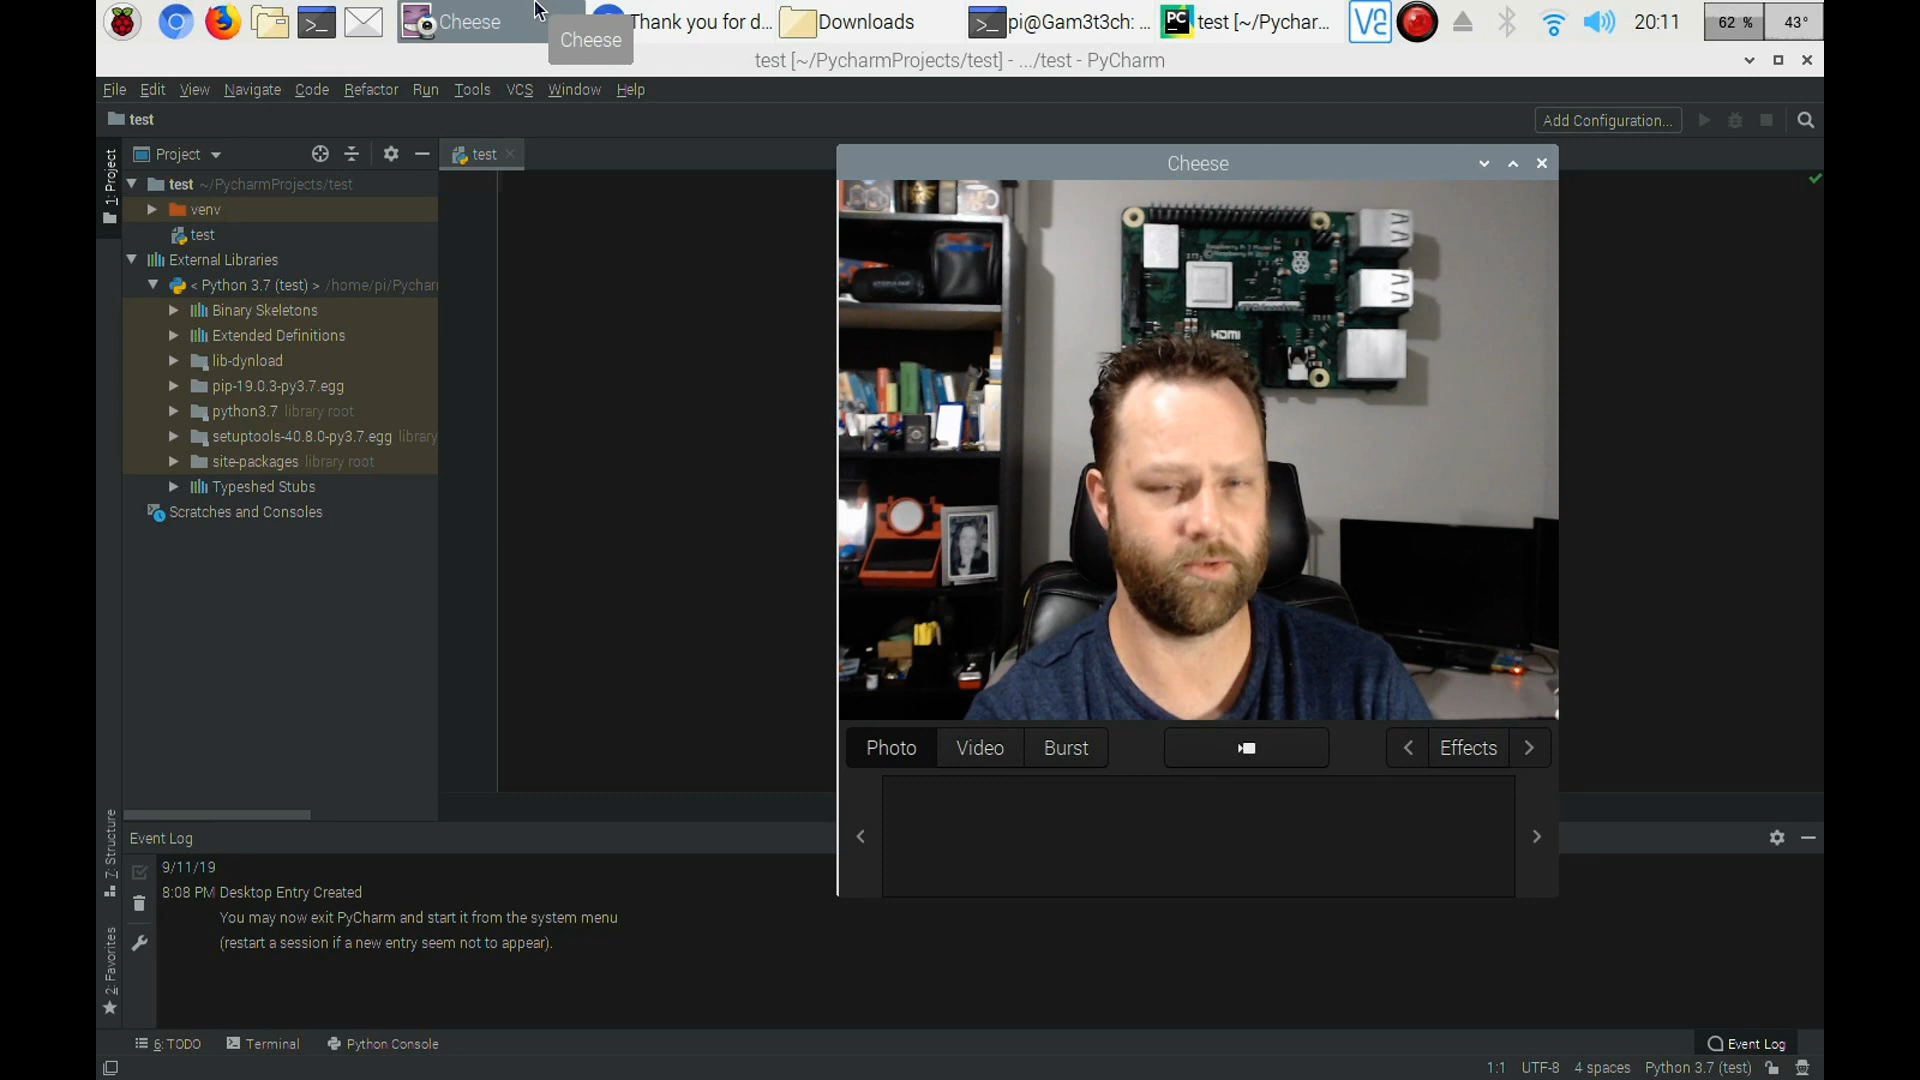 Cheese
Thank you for d...
Downloads
pi@Gam3t3ch: ...
PC
test [~/Pychar...
20:11
62 %
43°
Cheese
test [~/PycharmProjects/test] - .../test - PyCharm
File Edit View Navigate Code Refactor Run Tools VCS Window Help
test
Add Configuration...
1: Project
Project
test
test ~/PycharmProjects/test
venv
test
External Libraries
< Python 3.7 (test) > /home/pi/Pychar
Binary Skeletons
Extended Definitions
lib-dynload
pip-19.0.3-py3.7.egg
python3.7 library root
setuptools-40.8.0-py3.7.egg library
site-packages library root
Typeshed Stubs
Scratches and Consoles
Cheese
Raspberry Pi 3 Model B+
HDMI
Photo
Video
Burst
Effects
7: Structure
2: Favorites
Event Log
9/11/19
8:08 PM Desktop Entry Created
You may now exit PyCharm and start it from the system menu
(restart a session if a new entry seem not to appear).
6: TODO
Terminal
Python Console
Event Log
1:1 UTF-8 4 spaces Python 3.7 (test)